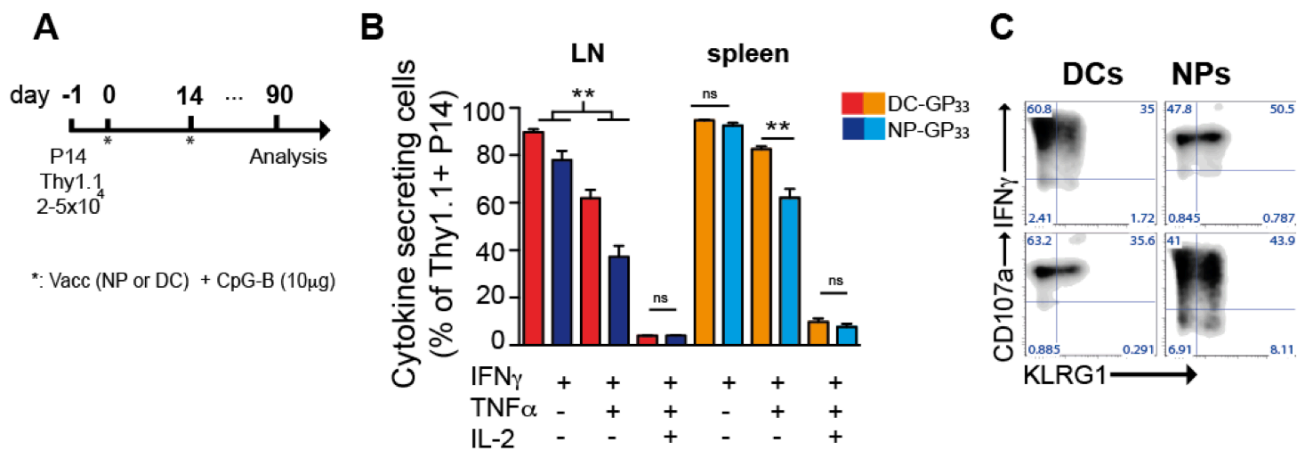 A
day -1 0 14 ... 90
* *
P14
Thy1.1
2-5x10⁴
Analysis
*: Vacc (NP or DC) + CpG-B (10µg)
B
LN spleen
Cytokine secreting cells
(% of Thy1.1+ P14)
100
80
60
40
20
0
**
ns
ns
**
ns
DC-GP33
NP-GP33
IFNγ + + + + + +
TNFα - + + - + +
IL-2 - - + - - +
C
DCs NPs
IFNγ
60.8 35
2.41 1.72
47.8 50.5
0.845 0.787
CD107a
63.2 35.6
0.885 0.291
41 43.9
6.91 8.11
KLRG1